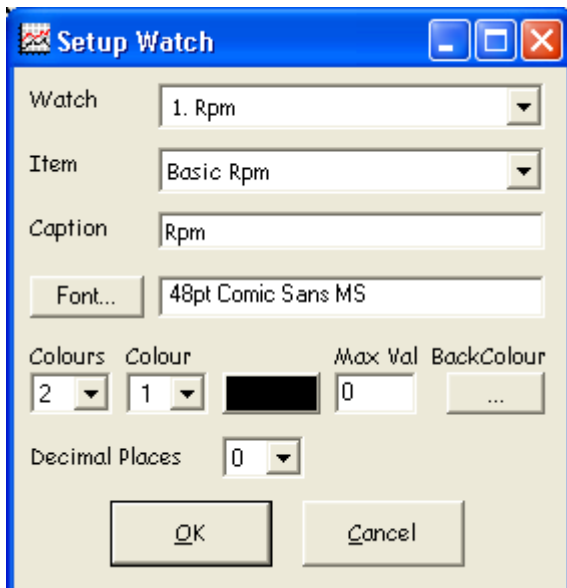 Setup Watch
Watch 1. Rpm
Item Basic Rpm
Caption Rpm
Font... 48pt Comic Sans MS
Colours Colour Max Val BackColour
2 1 0 ...
Decimal Places 0
OK Cancel